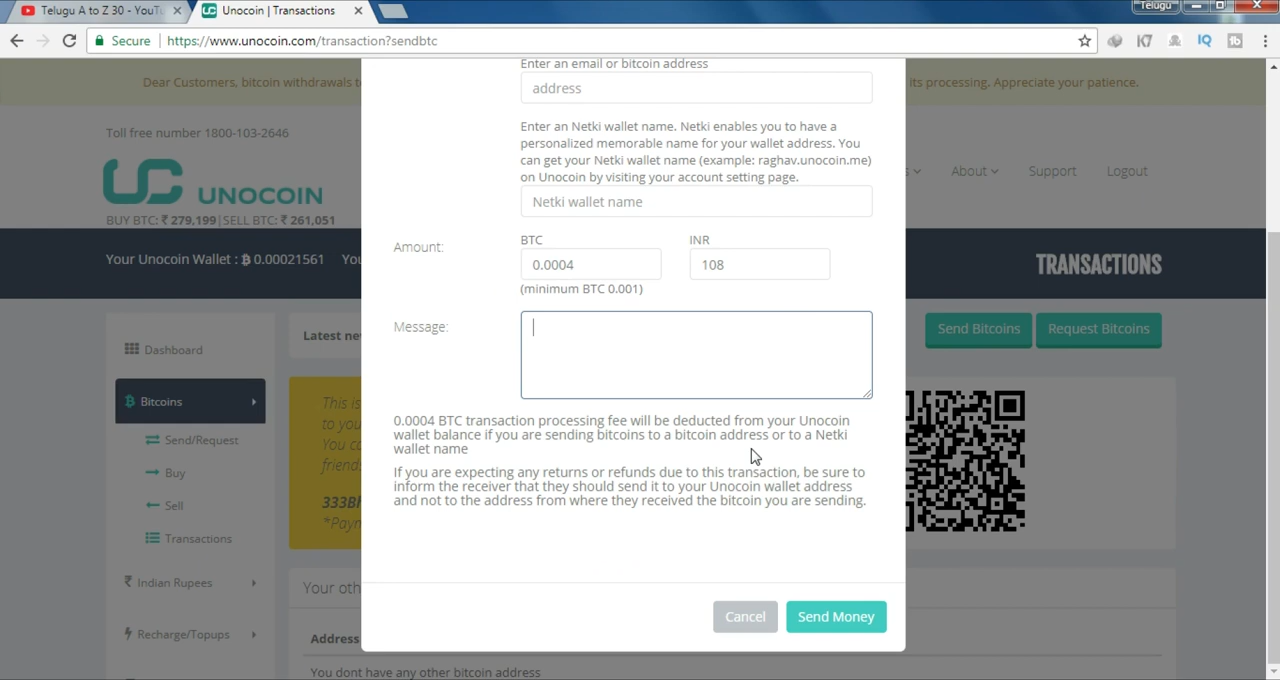 Telugu A to Z 30 - YouTu
Unocoin | Transactions
Telugu
Secure
https://www.unocoin.com/transaction?sendbtc
Dear Customers, bitcoin withdrawals
its processing. Appreciate your patience.
Toll free number 1800-103-2646
UNOCOIN
BUY BTC: ₹ 279,199|SELL BTC: ₹ 261,051
About
Support
Logout
Your Unocoin Wallet : ฿ 0.00021561
TRANSACTIONS
Dashboard
Bitcoins
Send/Request
Buy
Sell
Transactions
₹ Indian Rupees
Recharge/Topups
Send Bitcoins
Request Bitcoins
This is
to you
You c
friend
333B
*Payn
Address
You dont have any other bitcoin address
Enter an email or bitcoin address
address
Enter an Netki wallet name. Netki enables you to have a
personalized memorable name for your wallet address. You
can get your Netki wallet name (example: raghav.unocoin.me)
on Unocoin by visiting your account setting page.
Netki wallet name
Amount:
BTC
INR
0.0004
108
(minimum BTC 0.001)
Message:
0.0004 BTC transaction processing fee will be deducted from your Unocoin
wallet balance if you are sending bitcoins to a bitcoin address or to a Netki
wallet name
If you are expecting any returns or refunds due to this transaction, be sure to
inform the receiver that they should send it to your Unocoin wallet address
and not to the address from where they received the bitcoin you are sending.
Cancel
Send Money